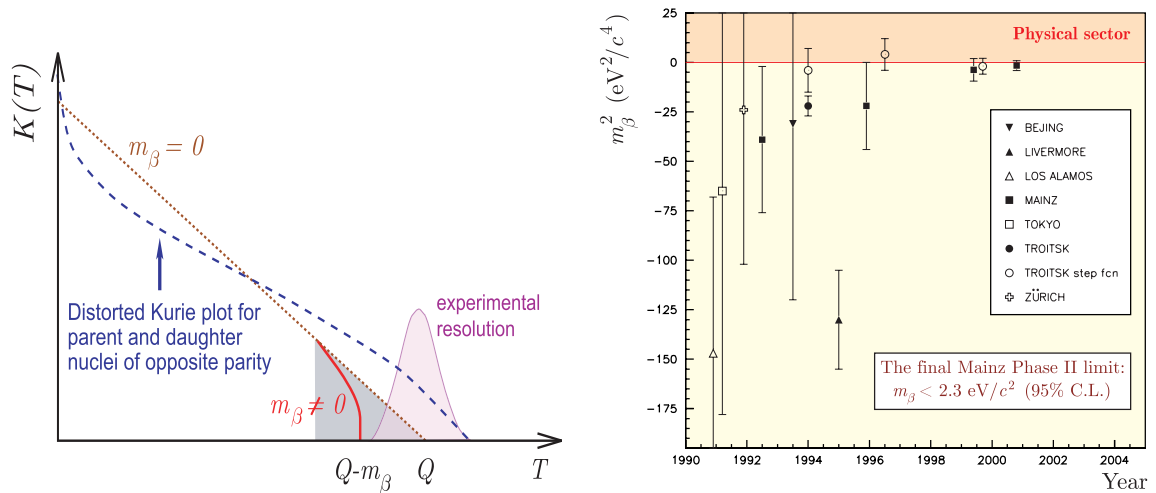 K(T)
m_β = 0
Distorted Kurie plot for
parent and daughter
nuclei of opposite parity
experimental
resolution
m_β ≠ 0
Q-m_β
Q
T
m_β^2 (eV^2/c^4)
25
0
-25
-50
-75
-100
-125
-150
-175
Physical sector
BEJING
LIVERMORE
LOS ALAMOS
MAINZ
TOKYO
TROITSK
TROITSK step fcn
ZÜRICH
The final Mainz Phase II limit:
m_β < 2.3 eV/c^2 (95% C.L.)
1990 1992 1994 1996 1998 2000 2002 2004
Year